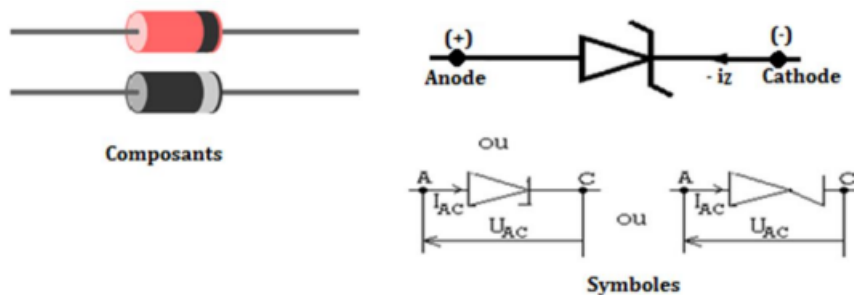 (+)
(-)
Anode
- iZ
Cathode
Composants
ou
A
C
IAC
UAC
ou
A
C
IAC
UAC
Symboles